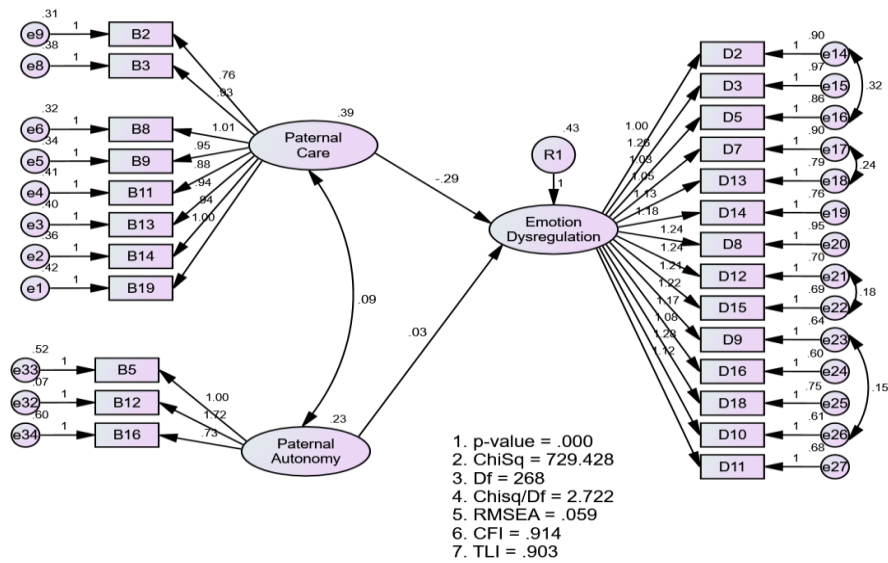 .31
e9
1
B2
.38
e8
1
B3
.32
e6
1
B8
.34
e5
1
B9
.41
e4
1
B11
.40
e3
1
B13
.36
e2
1
B14
.42
e1
1
B19
.76
.93
1.01
.95
.88
.94
.94
1.00
.39
Paternal
Care
-.29
.09
.03
.52
e33
1
B5
.07
e32
1
B12
.60
e34
1
B16
1.00
1.72
.73
.23
Paternal
Autonomy
.43
R1
1
Emotion
Dysregulation
1.00
1.03
1.05
1.13
1.18
1.24
1.24
1.21
1.22
1.17
1.08
1.12
D2
1
.90
e14
D3
1
.97
e15
D5
1
.86
e16
D7
1
.90
e17
D13
1
.79
e18
D14
1
.76
e19
D8
1
.95
e20
D12
1
.70
e21
D15
1
.69
e22
D9
1
.64
e23
D16
1
.60
e24
D18
1
.75
e25
D10
1
.61
e26
D11
1
.68
e27
.32
.24
.18
.15
1. p-value = .000
2. ChiSq = 729.428
3. Df = 268
4. Chisq/Df = 2.722
5. RMSEA = .059
6. CFI = .914
7. TLI = .903